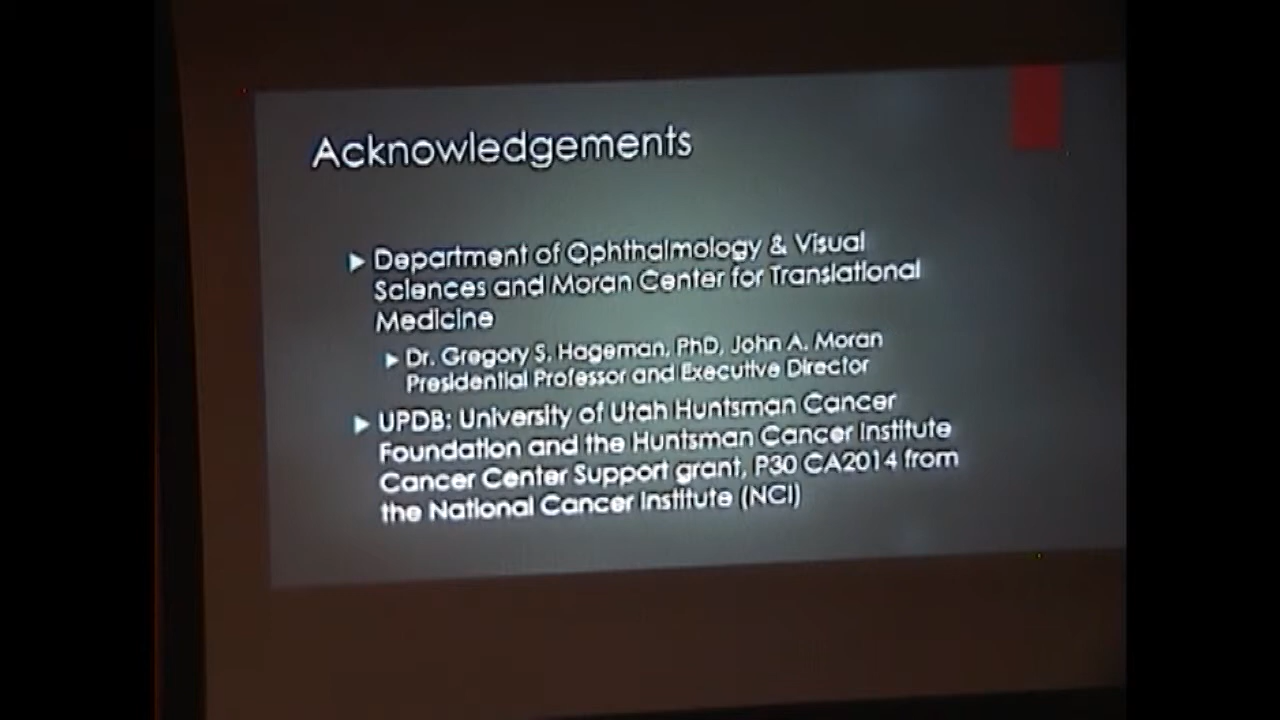 Acknowledgements
Department of Ophthalmology & Visual
Sciences and Moran Center for Translational
Medicine
Dr. Gregory S. Hageman, PhD, John A. Moran
Presidential Professor and Executive Director
UPDB: University of Utah Huntsman Cancer
Foundation and the Huntsman Cancer Institute
Cancer Center Support grant, P30 CA2014 from
the National Cancer Institute (NCI)